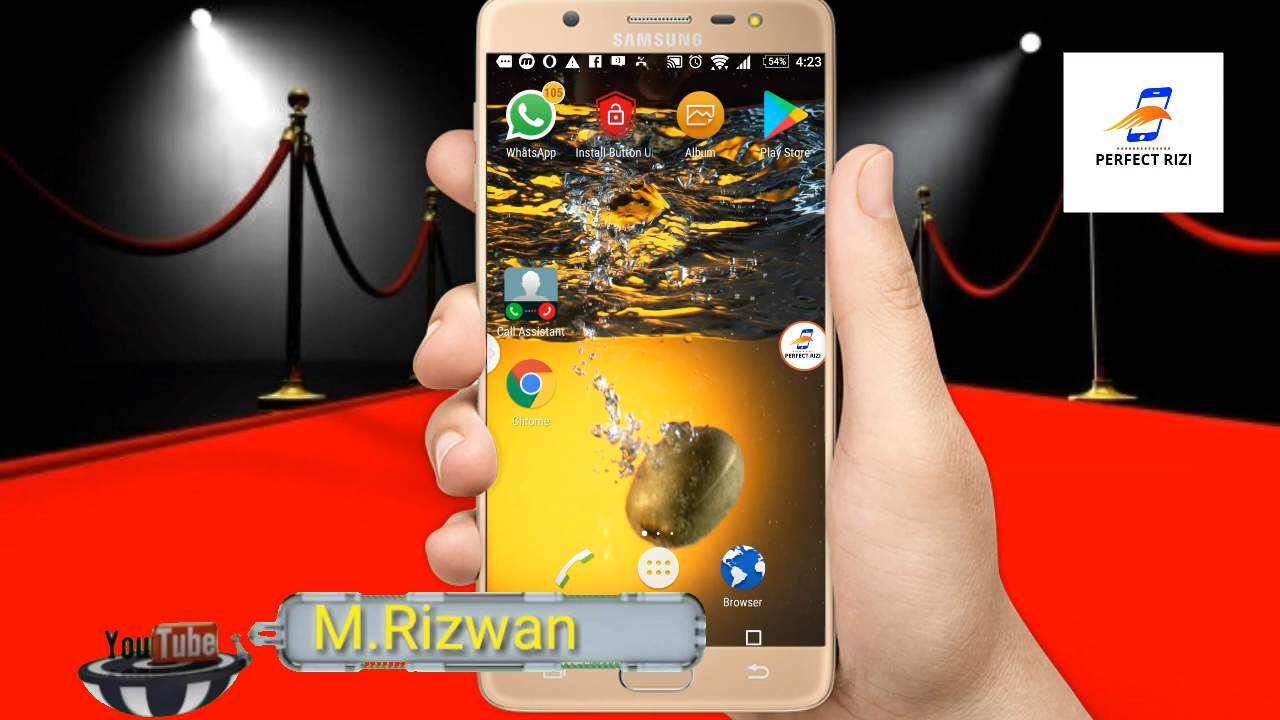 SAMSUNG
54% 4:23
105
WhatsApp
Install Button U
Album
Play Store
PERFECT RIZI
Call Assistant
PERFECT RIZI
Chrome
Browser
YouTube
M.Rizwan